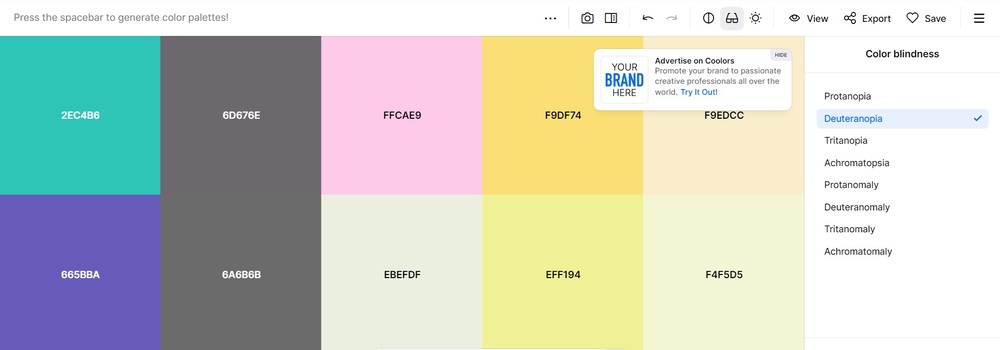 Press the spacebar to generate color palettes!
View
Export
Save
YOUR
BRAND
HERE
Advertise on Coolors
HIDE
Promote your brand to passionate
creative professionals all over the
world. Try It Out!
Color blindness
2EC4B6
6D676E
FFCAE9
F9DF74
F9EDCC
665BBA
6A6B6B
EBEFDF
EFF194
F4F5D5
Protanopia
Deuteranopia
Tritanopia
Achromatopsia
Protanomaly
Deuteranomaly
Tritanomaly
Achromatomaly